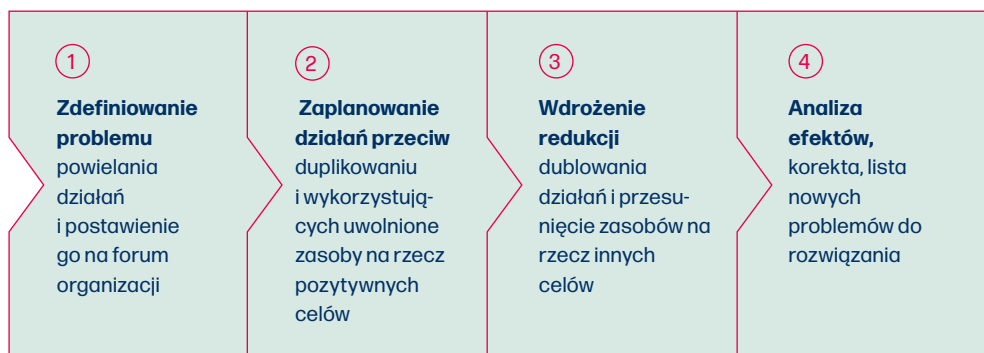 1
Zdefiniowanie
problemu
powielania
działań
i postawienie
go na forum
organizacji
2
Zaplanowanie
działań przeciw
duplikowaniu
i wykorzystują-
cych uwolnione
zasoby na rzecz
pozytywnych
celów
3
Wdrożenie
redukcji
dublowania
działań i przesu-
nięcie zasobów na
rzecz innych
celów
4
Analiza
efektów,
korekta, lista
nowych
problemów do
rozwiązania